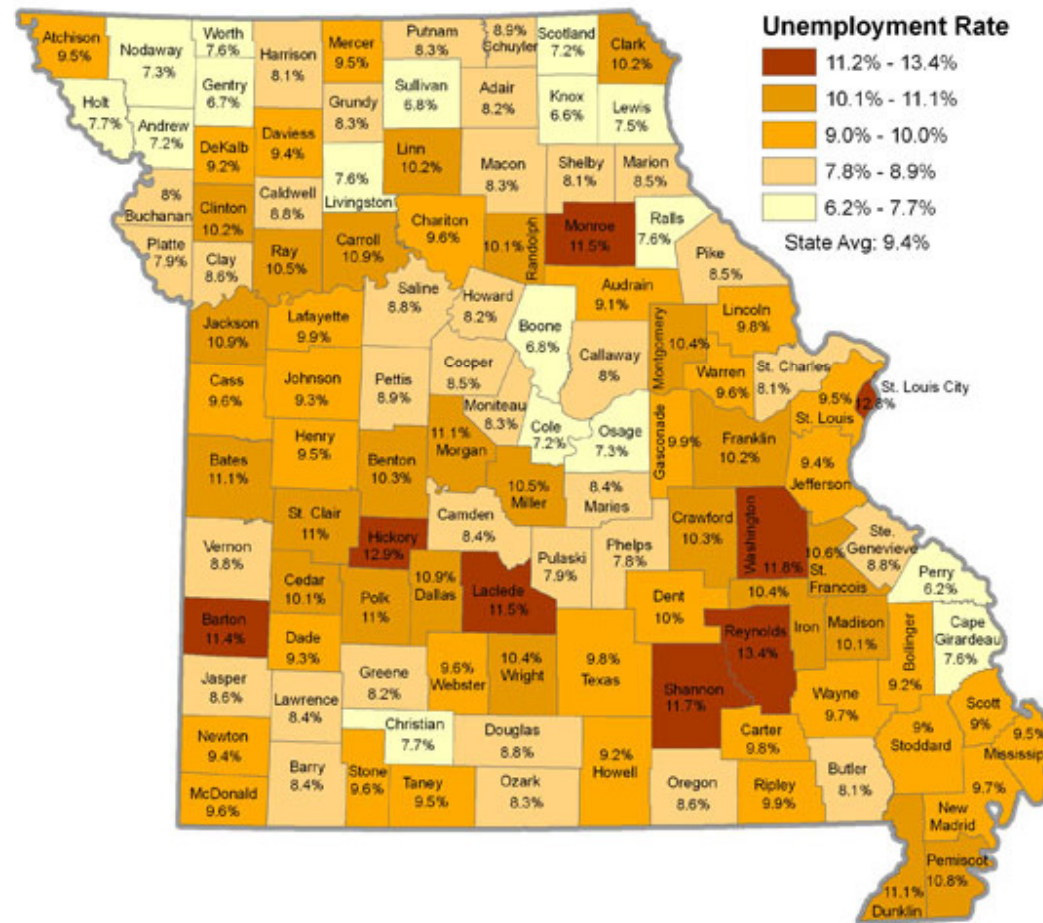 Unemployment Rate
11.2% - 13.4%
10.1% - 11.1%
9.0% - 10.0%
7.8% - 8.9%
6.2% - 7.7%
State Avg: 9.4%
Atchison
9.5%
Nodaway
7.3%
Worth
7.6%
Harrison
8.1%
Mercer
9.5%
Putnam
8.3%
8.9%
Schuyler
Scotland
7.2%
Clark
10.2%
Holt
7.7%
Andrew
7.2%
Gentry
6.7%
DeKalb
9.2%
Daviess
9.4%
Grundy
8.3%
Sullivan
6.8%
Adair
8.2%
Knox
6.6%
Lewis
7.5%
8%
Buchanan
Clinton
10.2%
Caldwell
8.8%
7.6%
Livingston
Linn
10.2%
Macon
8.3%
Shelby
8.1%
Marion
8.5%
Platte
7.9%
Clay
8.6%
Ray
10.5%
Carroll
10.9%
Chariton
9.6%
10.1%
Randolph
Monroe
11.5%
Ralls
7.6%
Pike
8.5%
Jackson
10.9%
Lafayette
9.9%
Saline
8.8%
Howard
8.2%
Boone
6.8%
Audrain
9.1%
Callaway
8%
Montgomery
10.4%
Lincoln
9.8%
Warren
9.6%
St. Charles
8.1%
9.5%
St. Louis
St. Louis City
12.8%
Cass
9.6%
Johnson
9.3%
Pettis
8.9%
Cooper
8.5%
Moniteau
8.3%
Cole
7.2%
Osage
7.3%
Gasconade
9.9%
Franklin
10.2%
9.4%
Jefferson
Bates
11.1%
Henry
9.5%
Benton
10.3%
11.1%
Morgan
10.5%
Miller
8.4%
Maries
Vernon
8.8%
St. Clair
11%
Hickory
12.9%
Camden
8.4%
Pulaski
7.9%
Phelps
7.8%
Crawford
10.3%
Washington
11.8%
10.6%
St.
Francois
Ste.
Genevieve
8.8%
Perry
6.2%
Barton
11.4%
Cedar
10.1%
Polk
11%
10.9%
Dallas
Laclede
11.5%
Dent
10%
10.4%
Iron
Reynolds
13.4%
Madison
10.1%
Bollinger
9.2%
Cape
Girardeau
7.6%
Jasper
8.6%
Dade
9.3%
Lawrence
8.4%
Greene
8.2%
9.6%
Webster
10.4%
Wright
9.8%
Texas
Shannon
11.7%
Wayne
9.7%
Scott
9%
9%
Stoddard
9.5%
Newton
9.4%
Christian
7.7%
Douglas
8.8%
9.2%
Howell
Carter
9.8%
Butler
8.1%
McDonald
9.6%
Barry
8.4%
Stone
9.6%
Taney
9.5%
Ozark
8.3%
Oregon
8.6%
Ripley
9.9%
9.7%
New
Madrid
Pemiscot
10.8%
11.1%
Dunklin